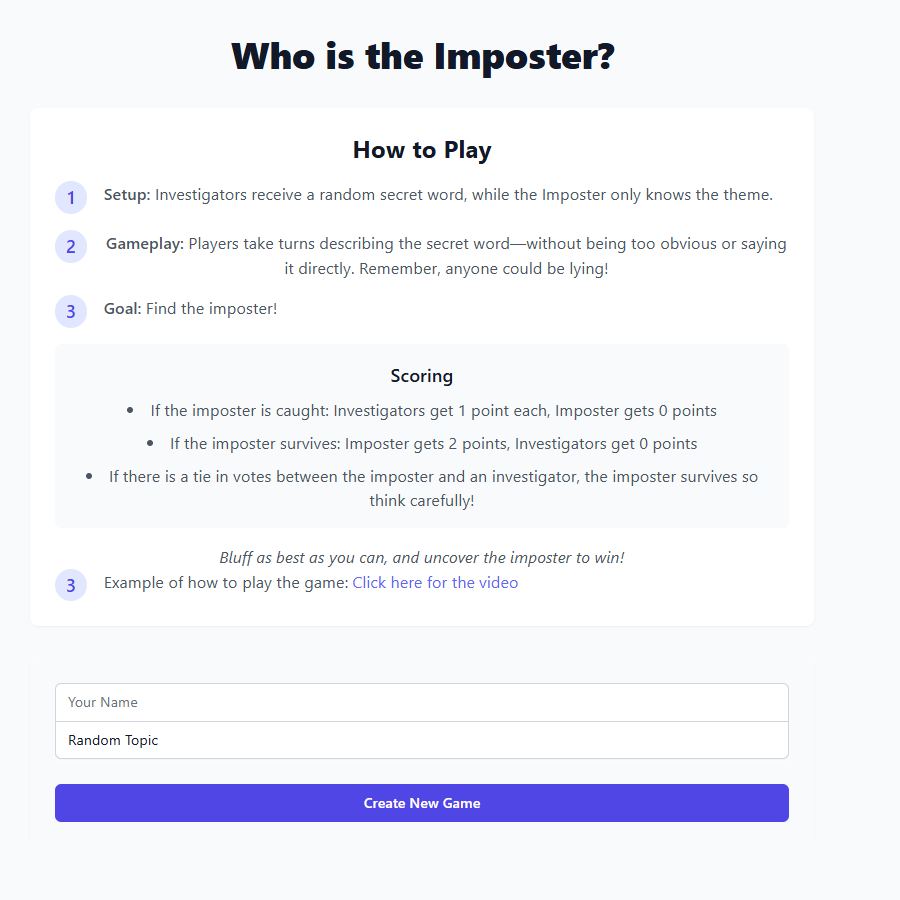 Who is the Imposter?
How to Play
1 Setup: Investigators receive a random secret word, while the Imposter only knows the theme.
2 Gameplay: Players take turns describing the secret word—without being too obvious or saying
it directly. Remember, anyone could be lying!
3 Goal: Find the imposter!
Scoring
• If the imposter is caught: Investigators get 1 point each, Imposter gets 0 points
• If the imposter survives: Imposter gets 2 points, Investigators get 0 points
• If there is a tie in votes between the imposter and an investigator, the imposter survives so
think carefully!
Bluff as best as you can, and uncover the imposter to win!
3 Example of how to play the game: Click here for the video
Your Name
Random Topic
Create New Game